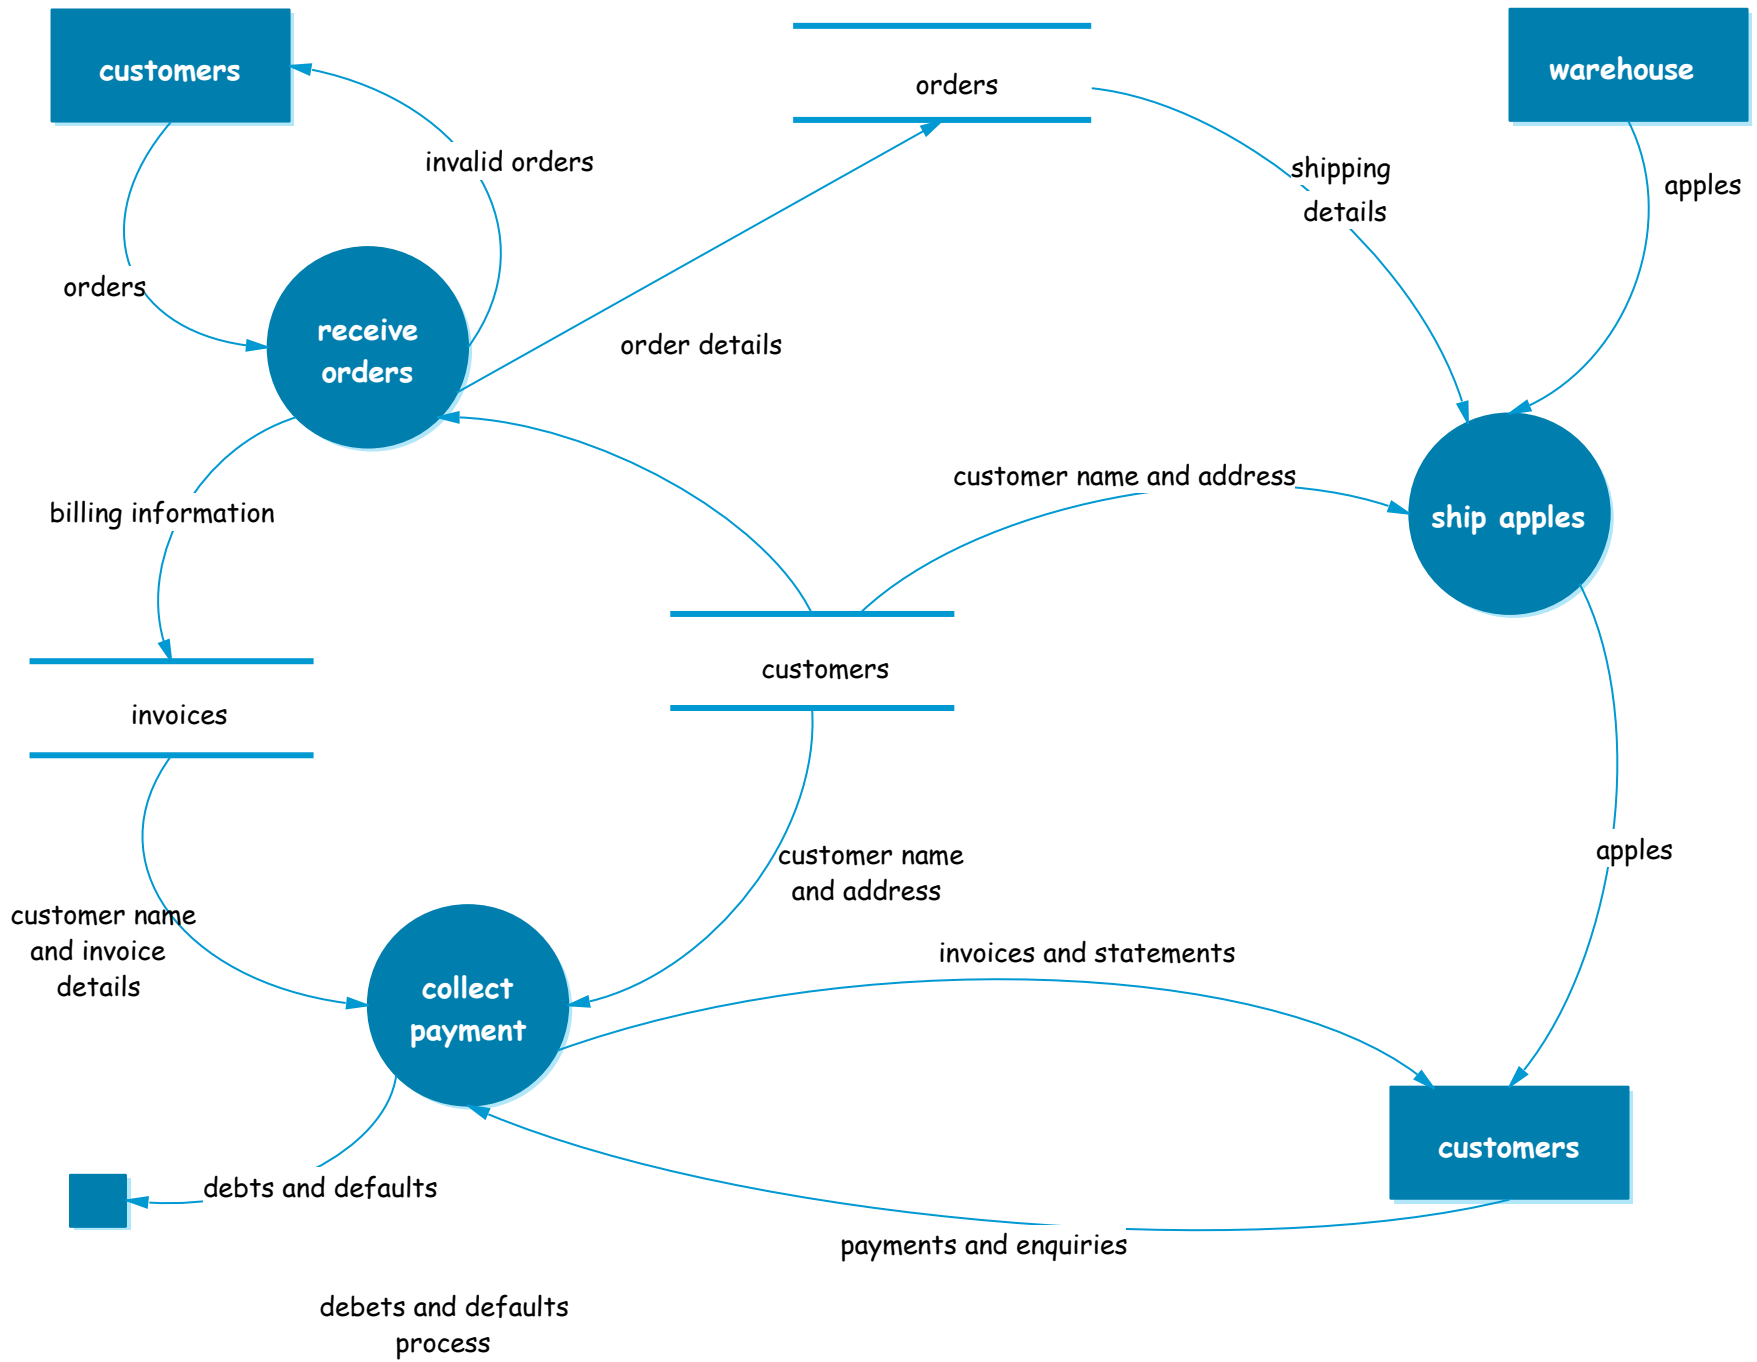 customers
orders
warehouse
invalid orders
shipping
details
apples
orders
receive
orders
order details
customer name and address
billing information
ship apples
customers
invoices
customer name
and address
apples
customer name
and invoice
details
collect
payment
invoices and statements
customers
debts and defaults
payments and enquiries
debets and defaults
process